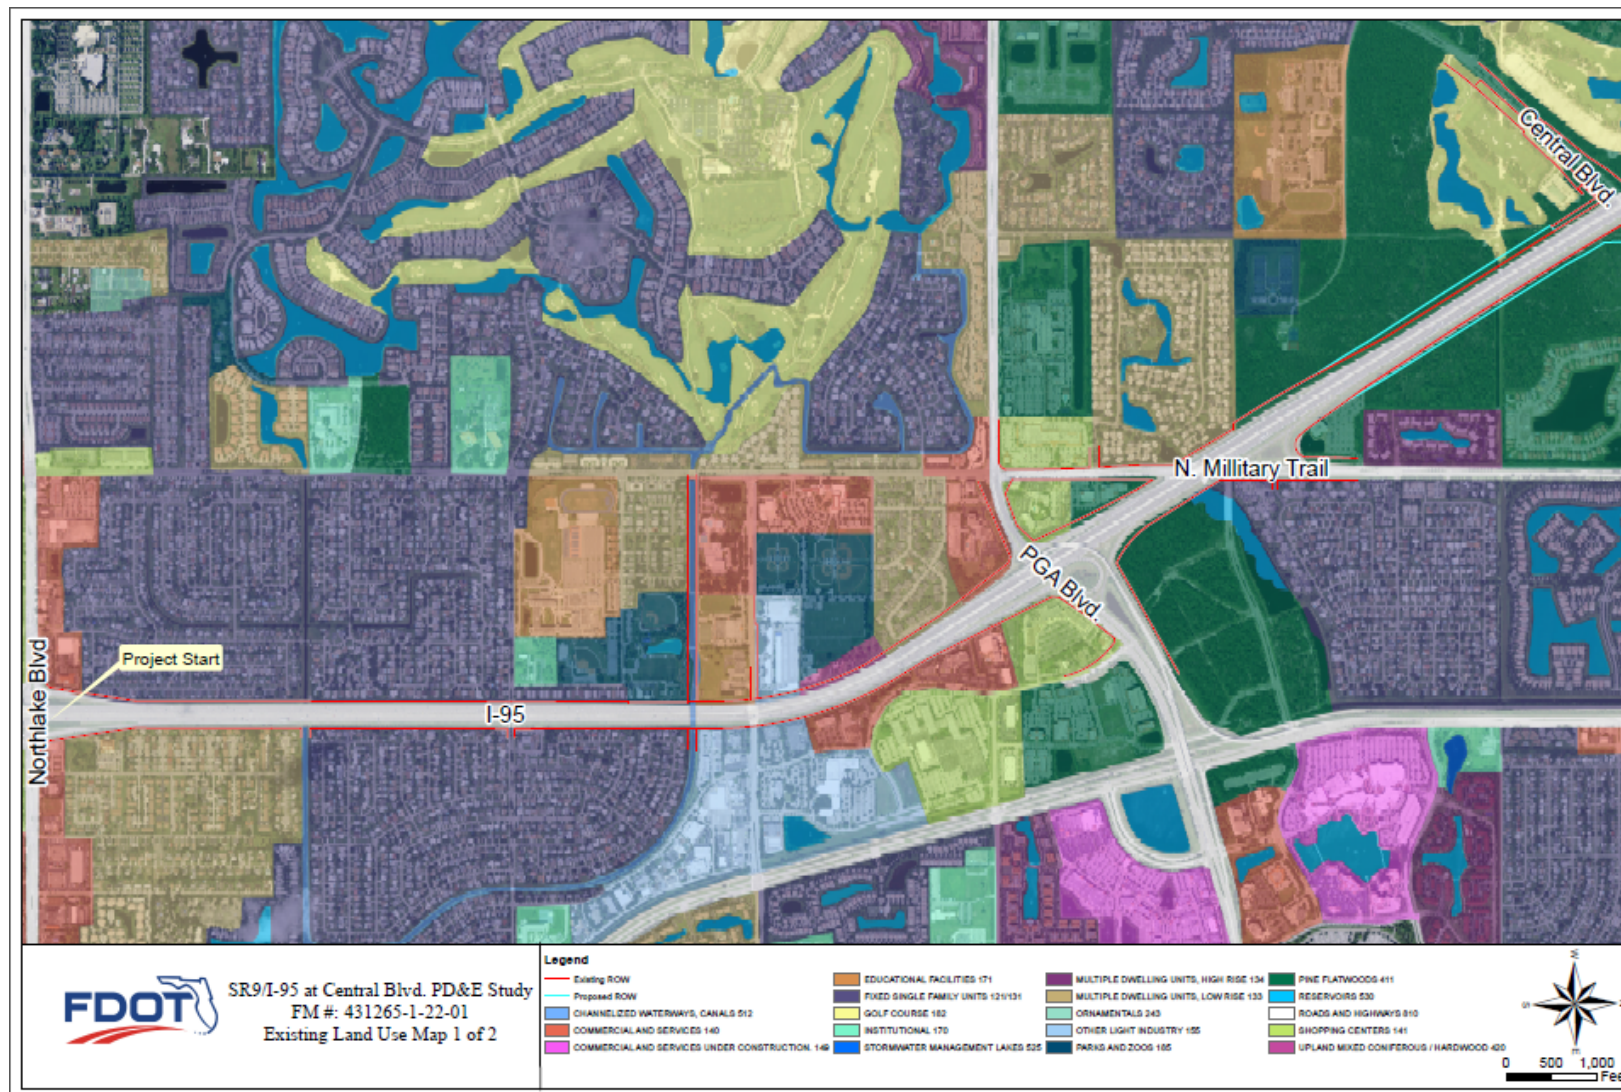 Central Blvd.
N. Millitary Trail
PGA Blvd.
Project Start
Northlake Blvd
I-95
FDOT
SR9/I-95 at Central Blvd. PD&E Study
FM #: 431265-1-22-01
Existing Land Use Map 1 of 2
Legend
Existing ROW
Proposed ROW
CHANNELIZED WATERWAYS, CANALS 512
COMMERCIAL AND SERVICES 140
COMMERCIAL AND SERVICES UNDER CONSTRUCTION. 149
EDUCATIONAL FACILITIES 171
FIXED SINGLE FAMILY UNITS 121/131
GOLF COURSE 182
INSTITUTIONAL 170
STORMWATER MANAGEMENT LAKES 525
MULTIPLE DWELLING UNITS, HIGH RISE 134
MULTIPLE DWELLING UNITS, LOW RISE 133
ORNAMENTALS 243
OTHER LIGHT INDUSTRY 155
PARKS AND ZOOS 185
PINE FLATWOODS 411
RESERVOIRS 530
ROADS AND HIGHWAYS 810
SHOPPING CENTERS 141
UPLAND MIXED CONIFEROUS / HARDWOOD 420
W
S
E
0 500 1,000
Fee